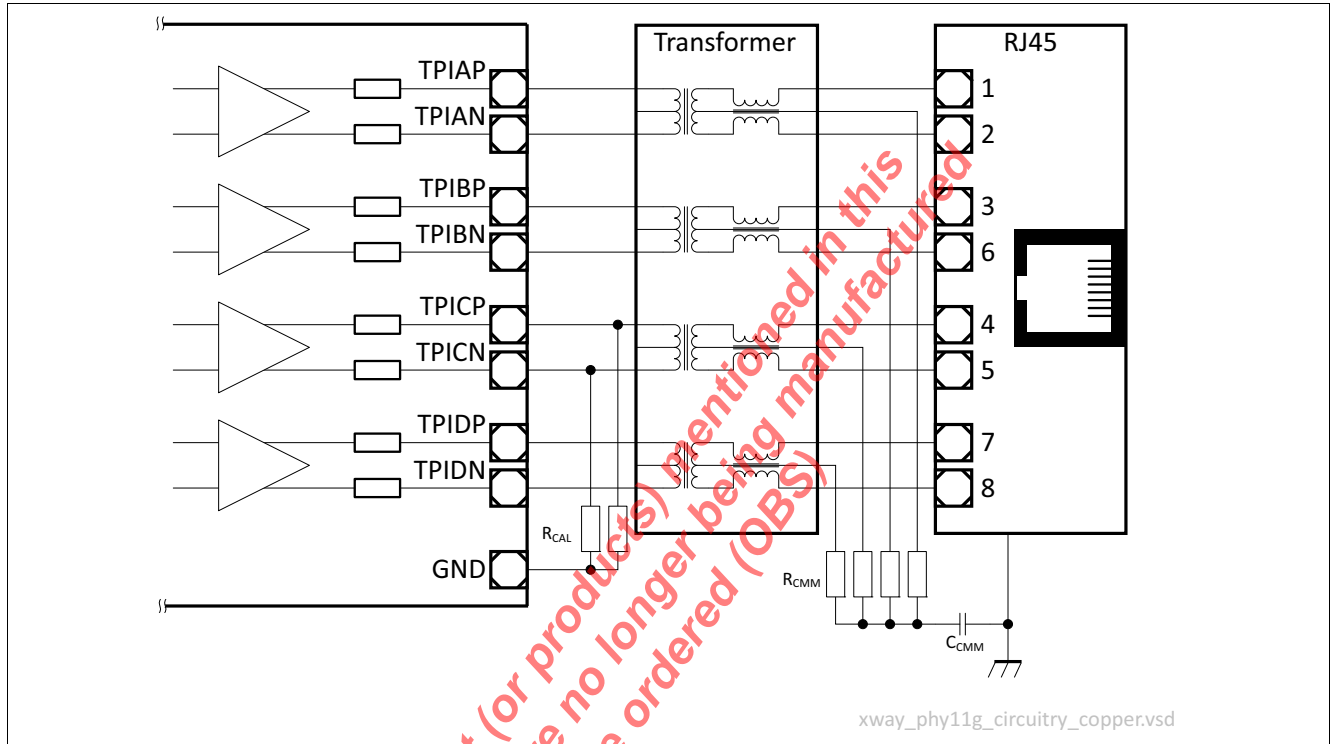 Transformer
RJ45
TPIAP
1
TPIAN
2
TPIBP
3
TPIBN
6
TPICP
4
TPICN
5
TPIDP
7
TPIDN
8
RCAL
GND
RCMM
CCMM
t (or products) mentioned in this
e no longer being manufactured
e ordered (OBS)
xway_phy11g_circuitry_copper.vsd